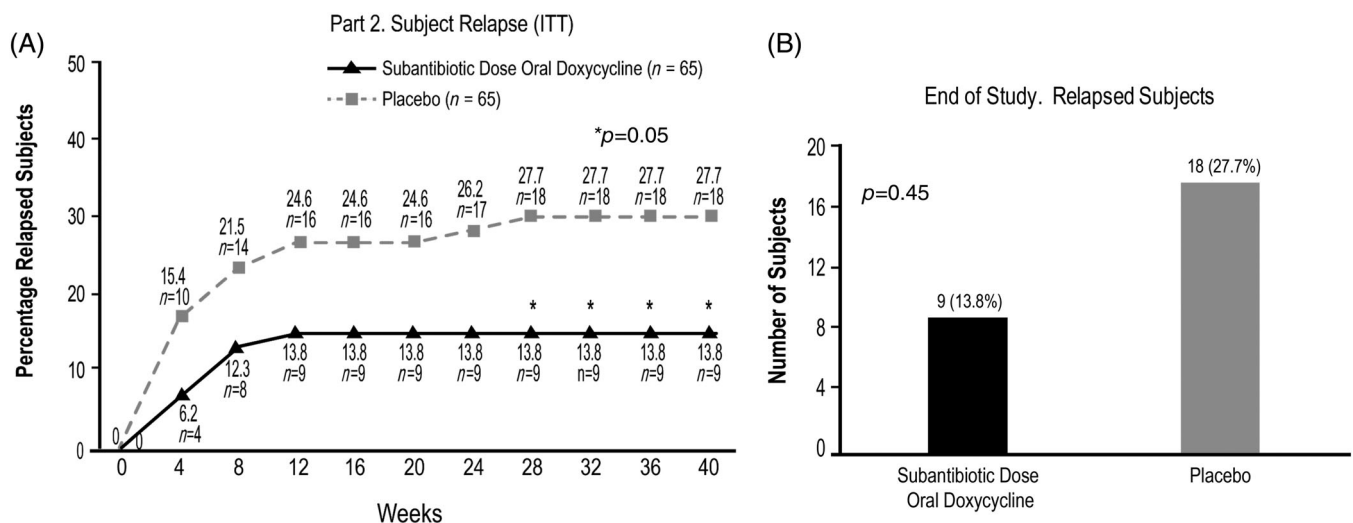 (A)
Part 2. Subject Relapse (ITT)
Subantibiotic Dose Oral Doxycycline (n = 65)
Placebo (n = 65)
*p=0.05
Percentage Relapsed Subjects
50
40
30
20
10
0
0
0
15.4
n=10
21.5
n=14
24.6
n=16
24.6
n=16
24.6
n=16
26.2
n=17
27.7
n=18
27.7
n=18
27.7
n=18
27.7
n=18
* * * *
6.2
n=4
12.3
n=8
13.8
n=9
13.8
n=9
13.8
n=9
13.8
n=9
13.8
n=9
13.8
n=9
13.8
n=9
13.8
n=9
0 4 8 12 16 20 24 28 32 36 40
Weeks
(B)
End of Study. Relapsed Subjects
p=0.45
Number of Subjects
20
16
12
8
4
0
9 (13.8%)
18 (27.7%)
Subantibiotic Dose
Oral Doxycycline
Placebo